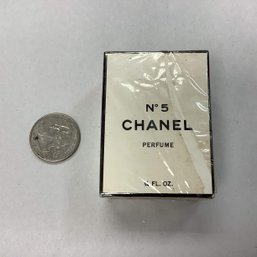 N° 5
CHANEL
PERFUME
FL. OZ.